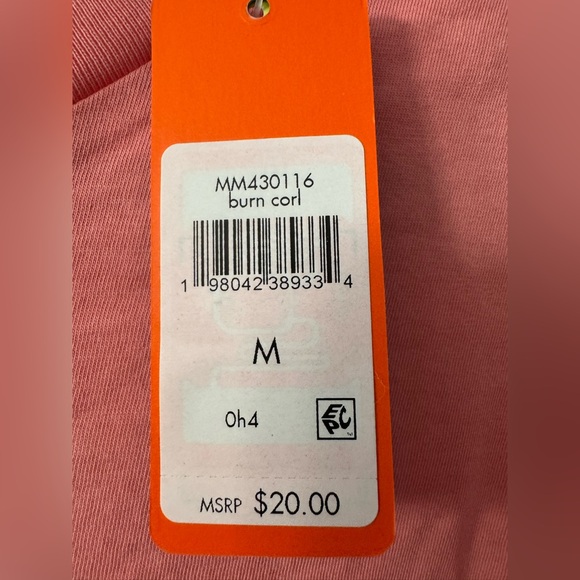 MM430116
burn corl
1 98042 38933 4
M
0h4
EPC
MSRP $20.00